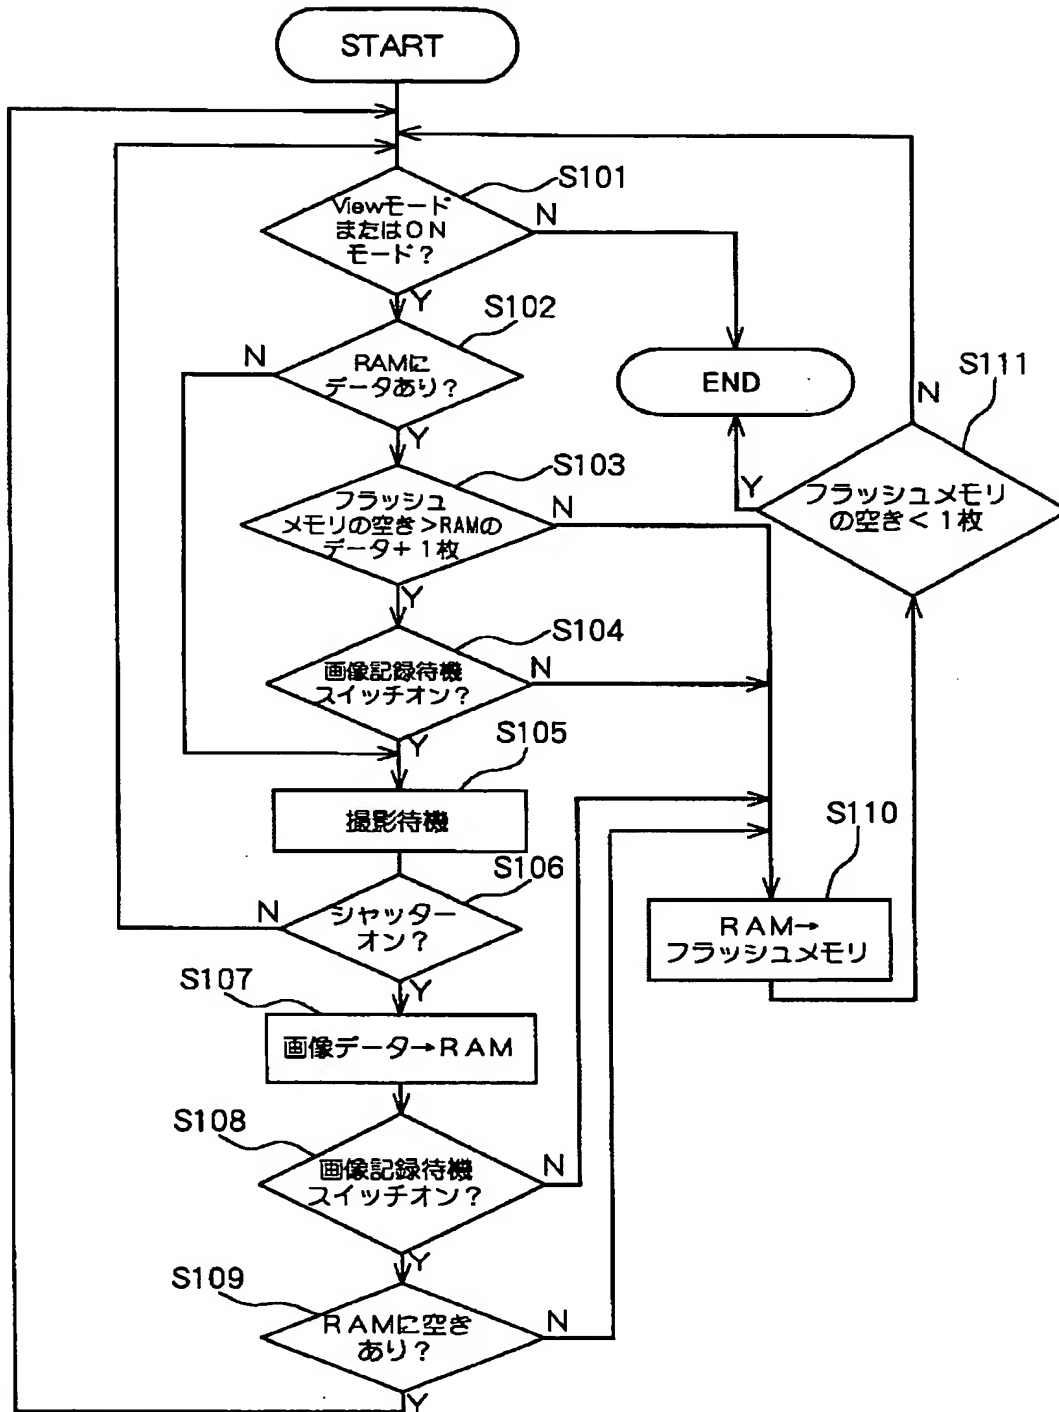 START
S101
Viewモード
またはON
モード?
N
Y
S102
RAMに
データあり?
N
Y
END
S111
N
Y
フラッシュメモリ
の空き<1枚
S103
フラッシュ
メモリの空き>RAMの
データ+1枚
N
Y
S104
画像記録待機
スイッチオン?
N
Y
S105
撮影待機
S106
シャッター
オン?
N
Y
S110
RAM→
フラッシュメモリ
S107
画像データ→RAM
S108
画像記録待機
スイッチオン?
N
Y
S109
RAMに空き
あり?
N
Y